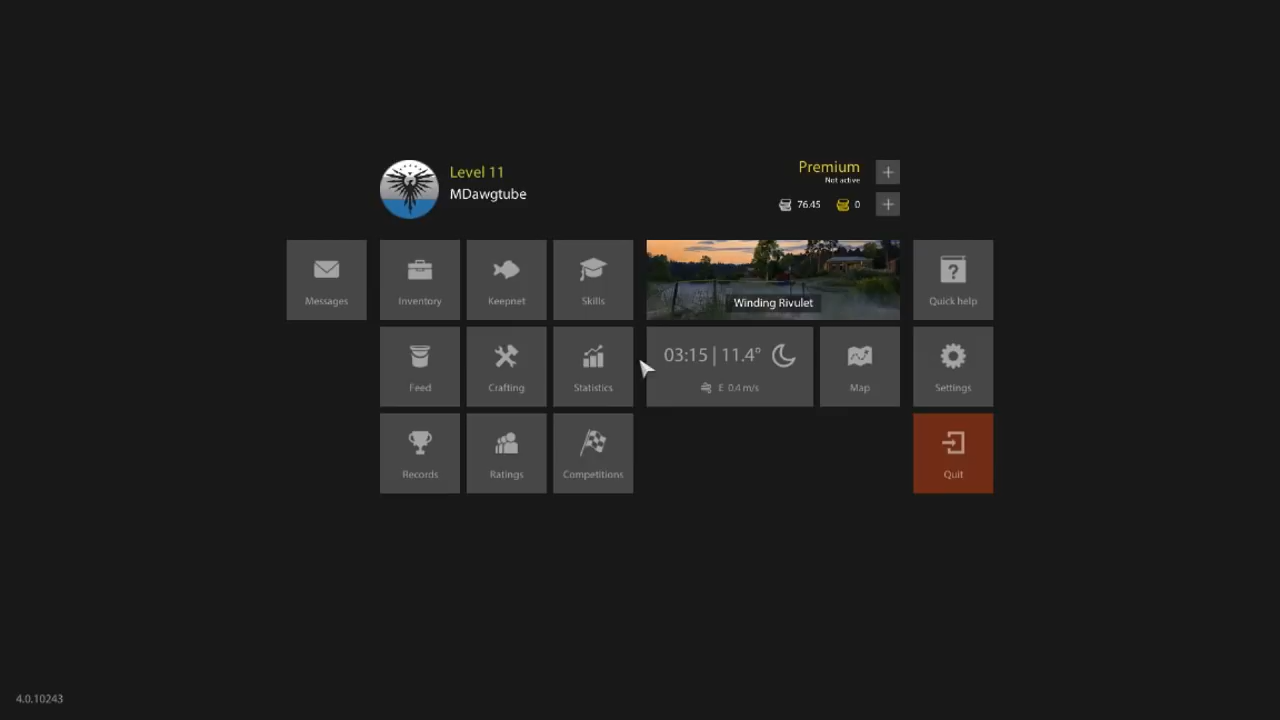 Level 11
MDawgtube
Premium
Not active
76.45
0
Messages
Inventory
Keepnet
Skills
Winding Rivulet
Quick help
Feed
Crafting
Statistics
03:15 | 11.4°
E 0.4 m/s
Map
Settings
Records
Ratings
Competitions
Quit
4.0.10243